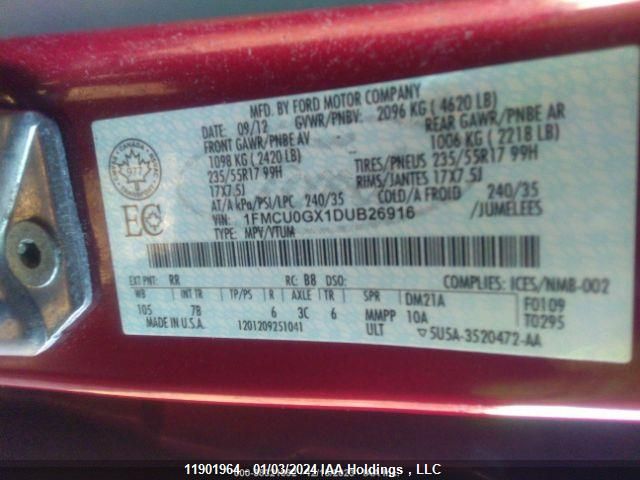 MFD. BY FORD MOTOR COMPANY
DATE: 09/12 GVWR/PNBV: 2096 KG ( 4620 LB)
FRONT GAWR/PNBE AV REAR GAWR/PNBE AR
1098 KG ( 2420 LB) 1006 KG ( 2218 LB)
235/55R17 99H TIRES/PNEUS 235/55R17 99H
17X7.5J RIMS/JANTES 17X7.5J
AT/A kPa/PSI/LPC 240/35 COLD/A FROID 240/35
VIN: 1FMCU0GX1DUB26916 /JUMELEES
TYPE: MPV/VTUM
CANADA
977
EC
EXT PNT: RR RC: B8 DSO: COMPLIES: ICES/NMB-002
WB INT TR TP/PS R AXLE TR SPR DM21A F0109
105 7B 6 3C 6 MMPP 10A T0295
MADE IN U.S.A. 1201209251041 ULT 5U5A-3520472-AA
11901964 01/03/2024 IAA Holdings , LLC